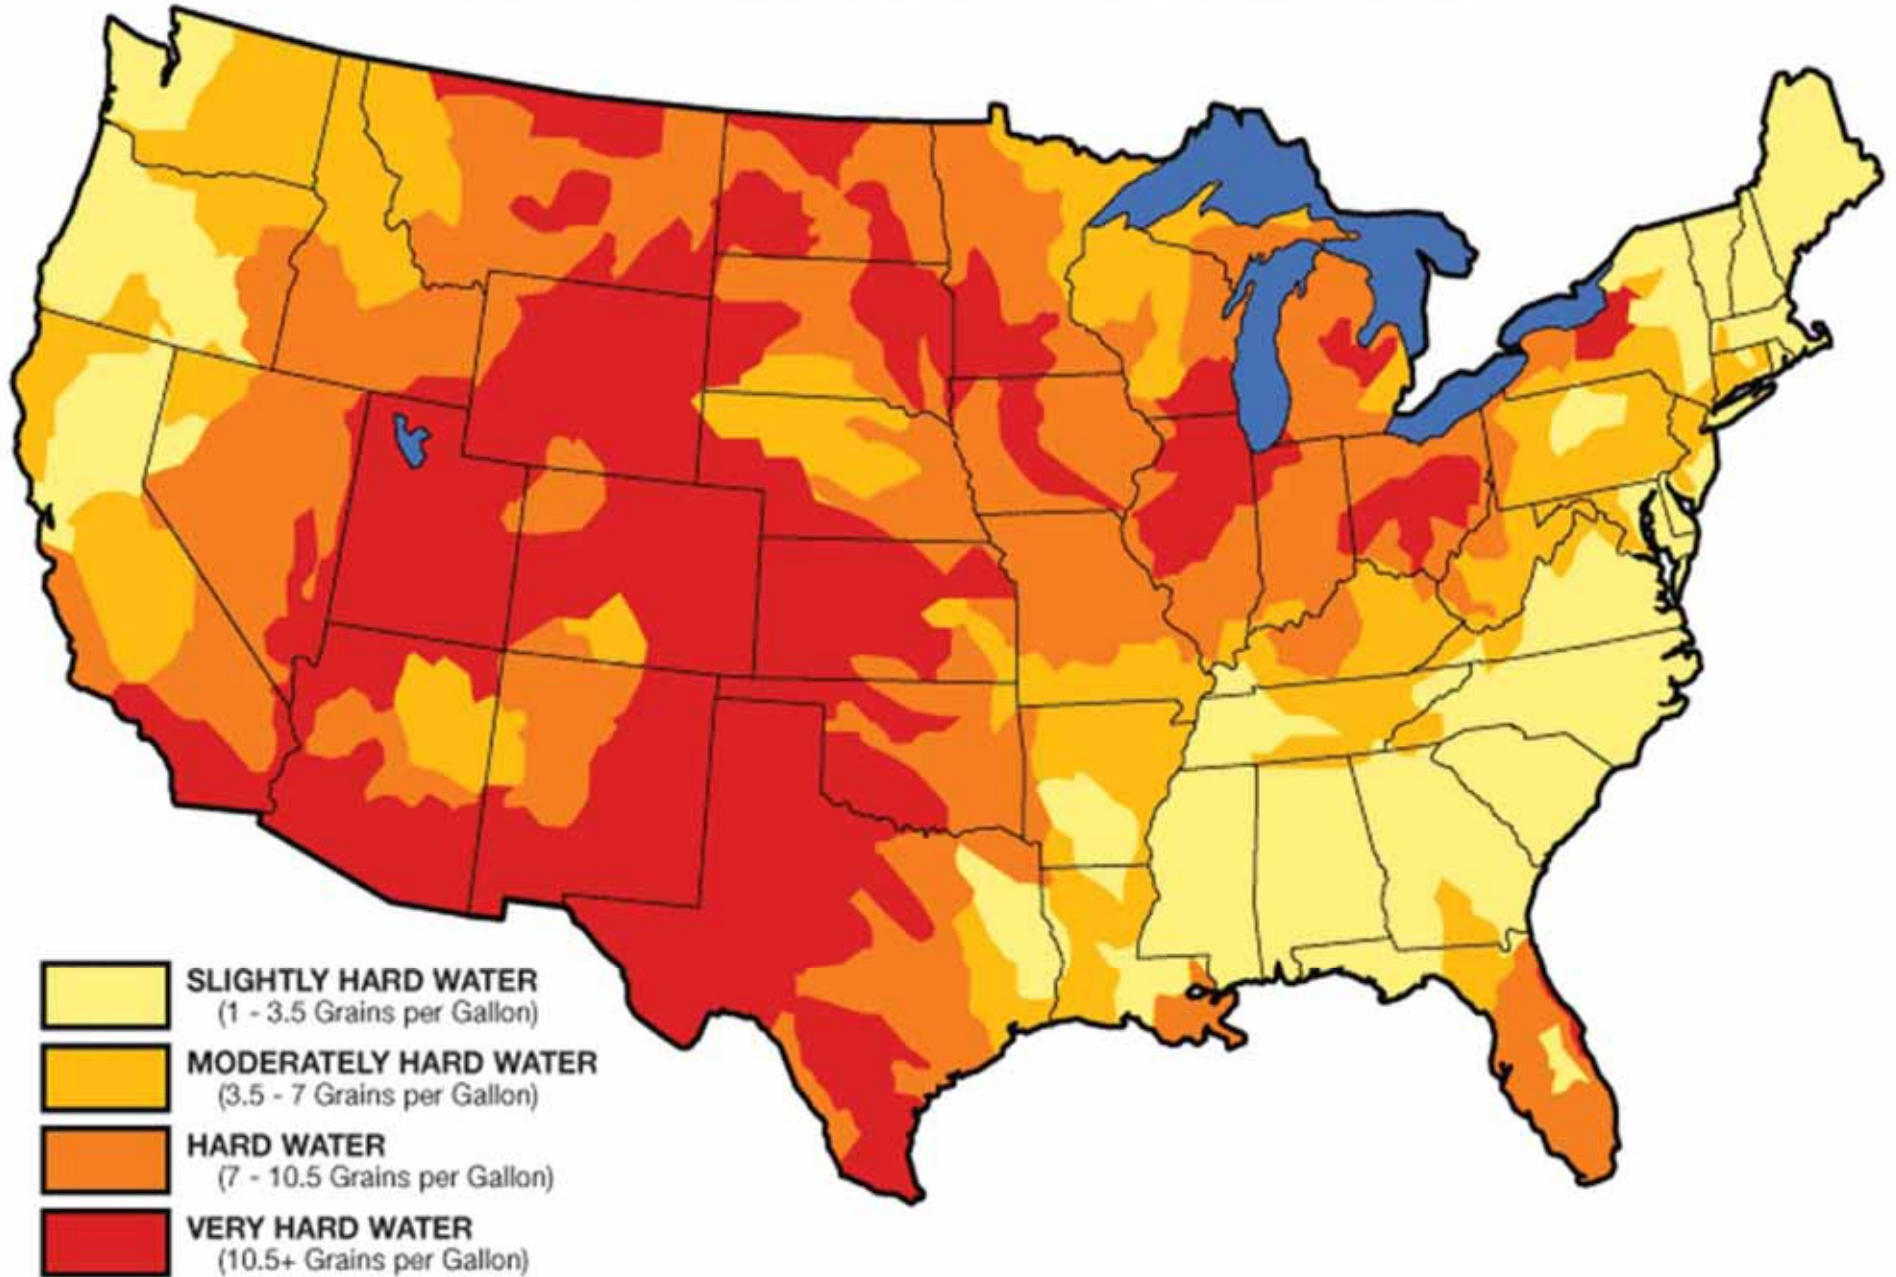 SLIGHTLY HARD WATER
(1 - 3.5 Grains per Gallon)
MODERATELY HARD WATER
(3.5 - 7 Grains per Gallon)
HARD WATER
(7 - 10.5 Grains per Gallon)
VERY HARD WATER
(10.5+ Grains per Gallon)